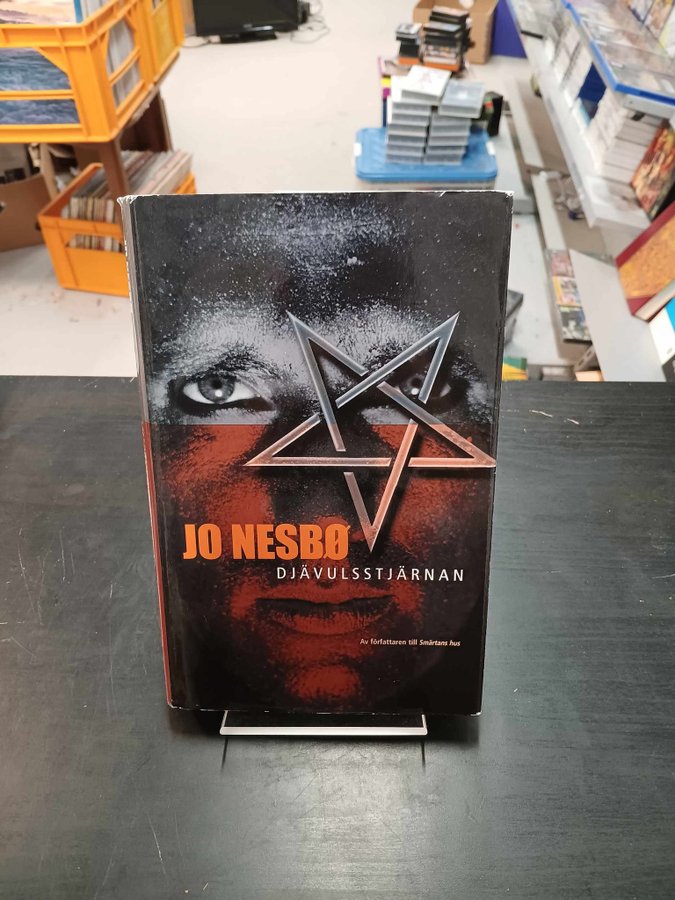 JO NESBØ
DJÄVULSSTJÄRNAN
Av författaren till Smärtans hus